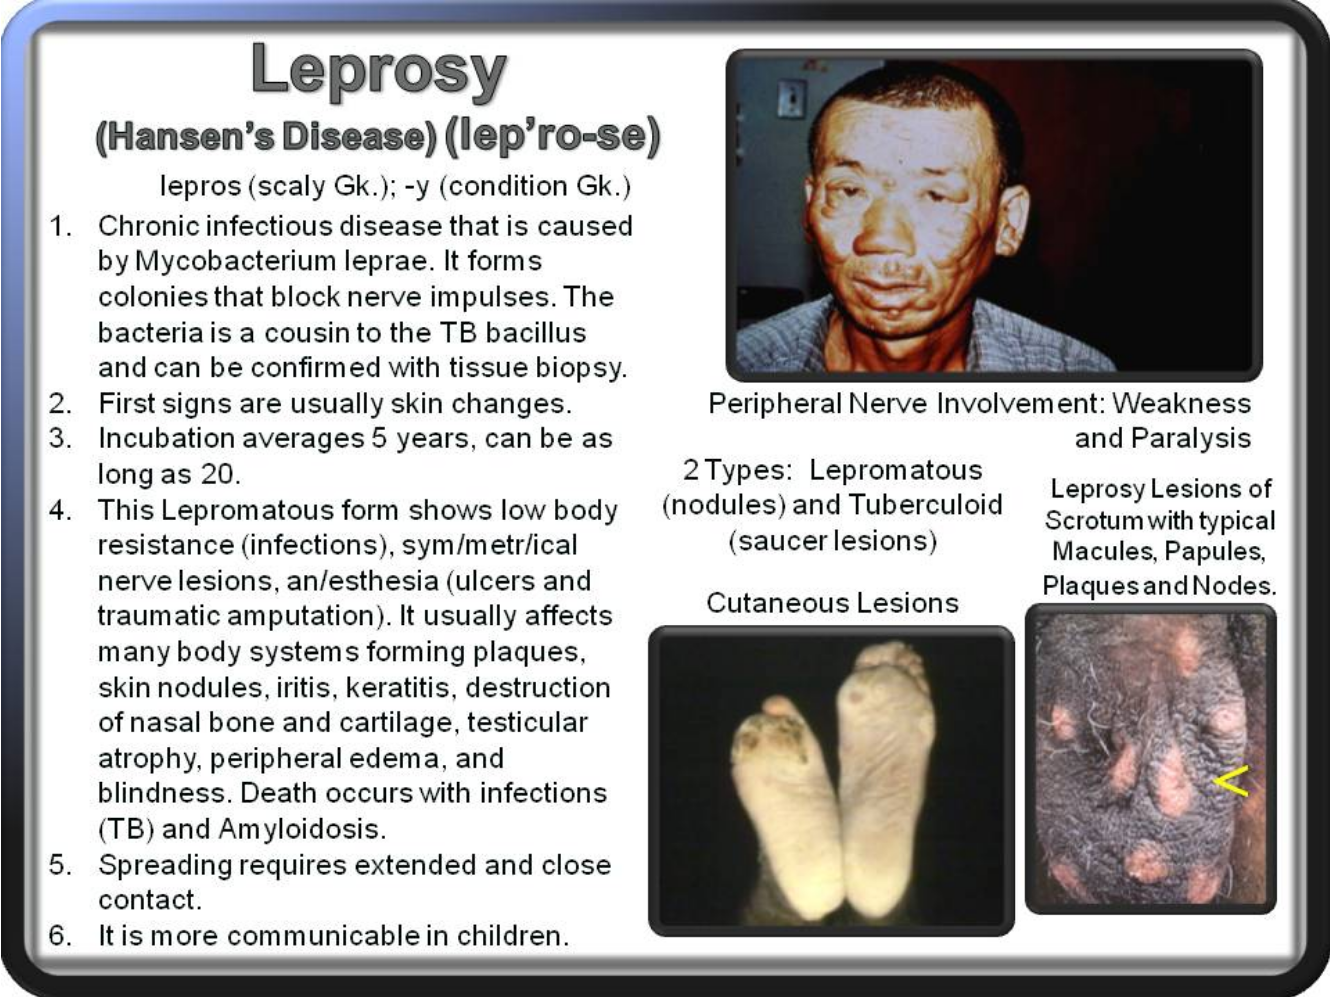 Leprosy
(Hansen's Disease) (lep'ro-se)
lepros (scaly Gk.); -y (condition Gk.)
1. Chronic infectious disease that is caused
by Mycobacterium leprae. It forms
colonies that block nerve impulses. The
bacteria is a cousin to the TB bacillus
and can be confirmed with tissue biopsy.
2. First signs are usually skin changes.
3. Incubation averages 5 years, can be as
long as 20.
4. This Lepromatous form shows low body
resistance (infections), sym/metr/ical
nerve lesions, an/esthesia (ulcers and
traumatic amputation). It usually affects
many body systems forming plaques,
skin nodules, iritis, keratitis, destruction
of nasal bone and cartilage, testicular
atrophy, peripheral edema, and
blindness. Death occurs with infections
(TB) and Amyloidosis.
5. Spreading requires extended and close
contact.
6. It is more communicable in children.
Peripheral Nerve Involvement: Weakness
and Paralysis
2 Types: Lepromatous
(nodules) and Tuberculoid
(saucer lesions)
Leprosy Lesions of
Scrotum with typical
Macules, Papules,
Plaques and Nodes.
Cutaneous Lesions
<